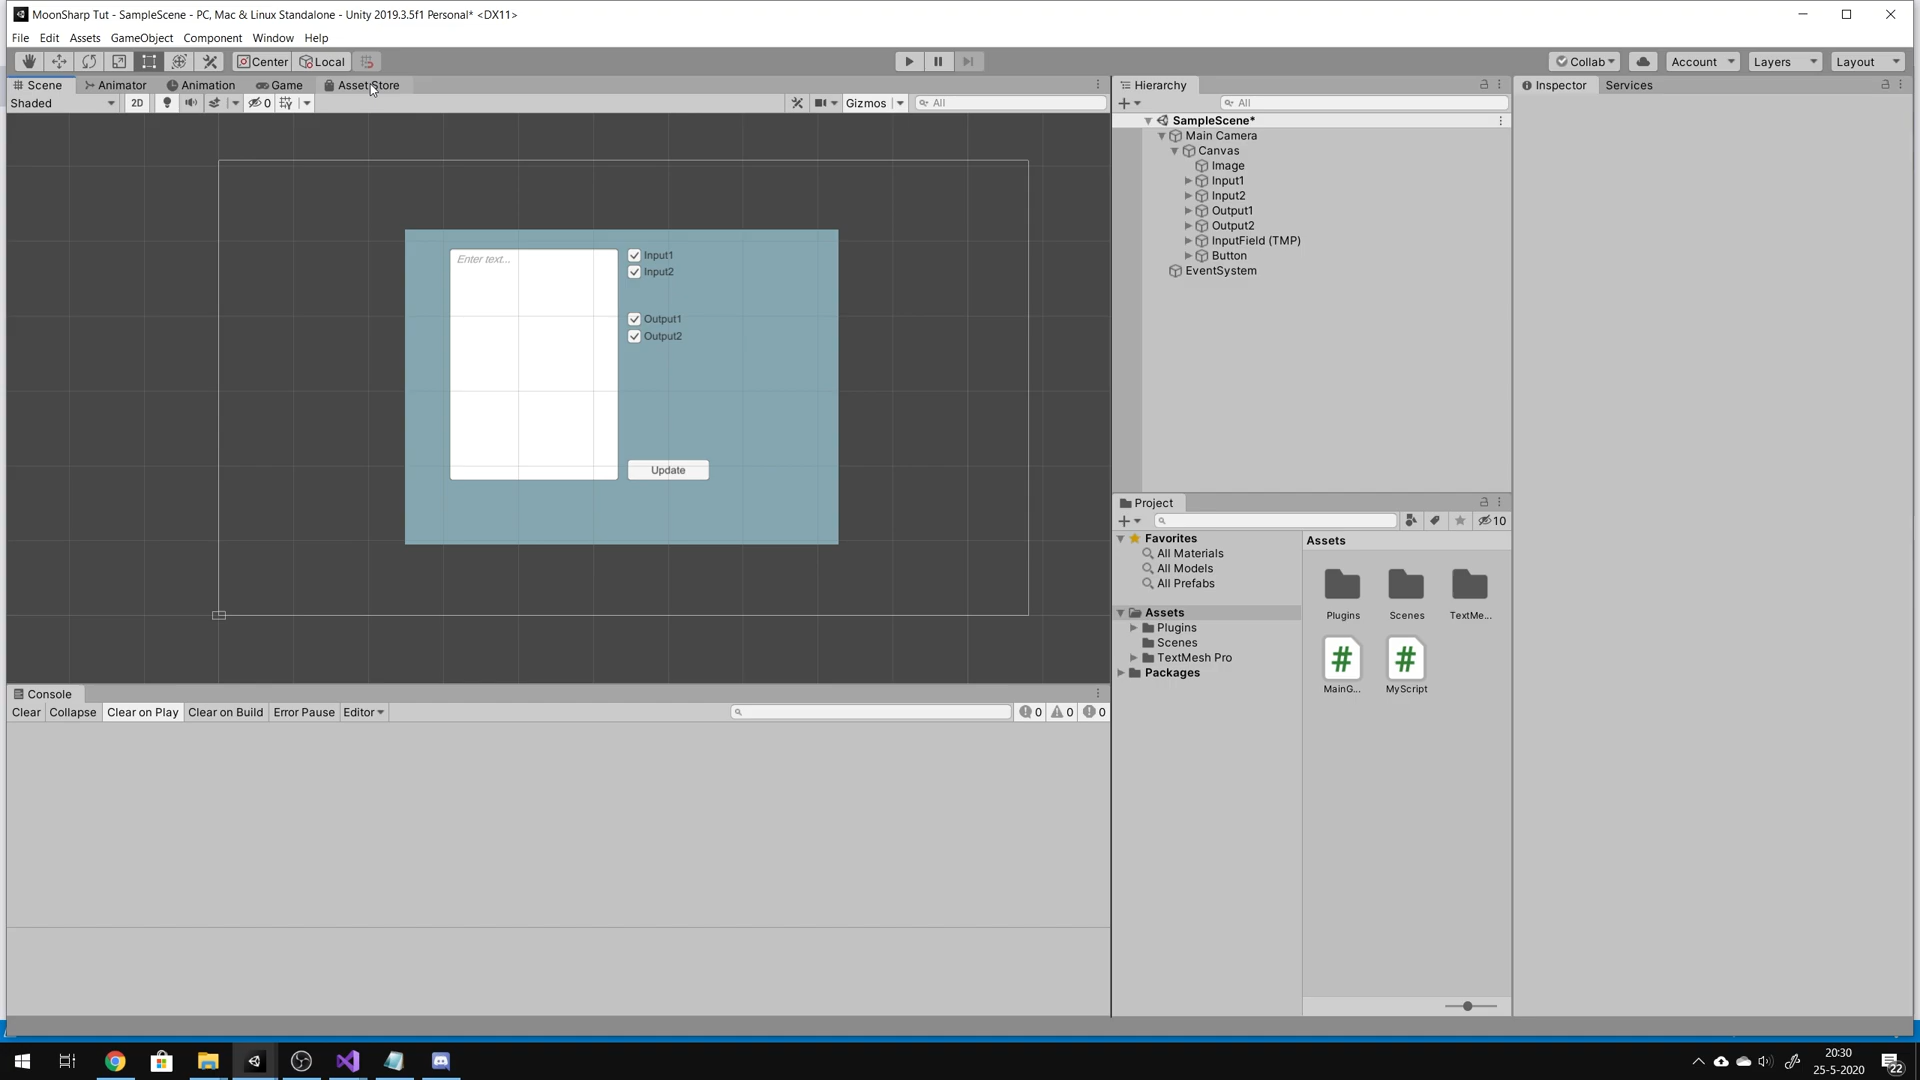 MoonSharp Tut - SampleScene - PC, Mac & Linux Standalone - Unity 2019.3.5f1 Personal* <DX11>
File Edit Assets GameObject Component Window Help
Center Local Collab Account Layers Layout
Scene Animator Animation Game Asset Store
Shaded 2D 0 Gizmos All
Enter text...
Input1
Input2
Output1
Output2
Update
Console
Clear Collapse Clear on Play Clear on Build Error Pause Editor 0 0 0
Hierarchy
All
SampleScene*
Main Camera
Canvas
Image
Input1
Input2
Output1
Output2
InputField (TMP)
Button
EventSystem
Project
10
Favorites
All Materials
All Models
All Prefabs
Assets
Plugins
Scenes
TextMesh Pro
Packages
Assets
Plugins Scenes TextMe...
MainG... MyScript
Inspector Services
20:30
25-5-2020
22